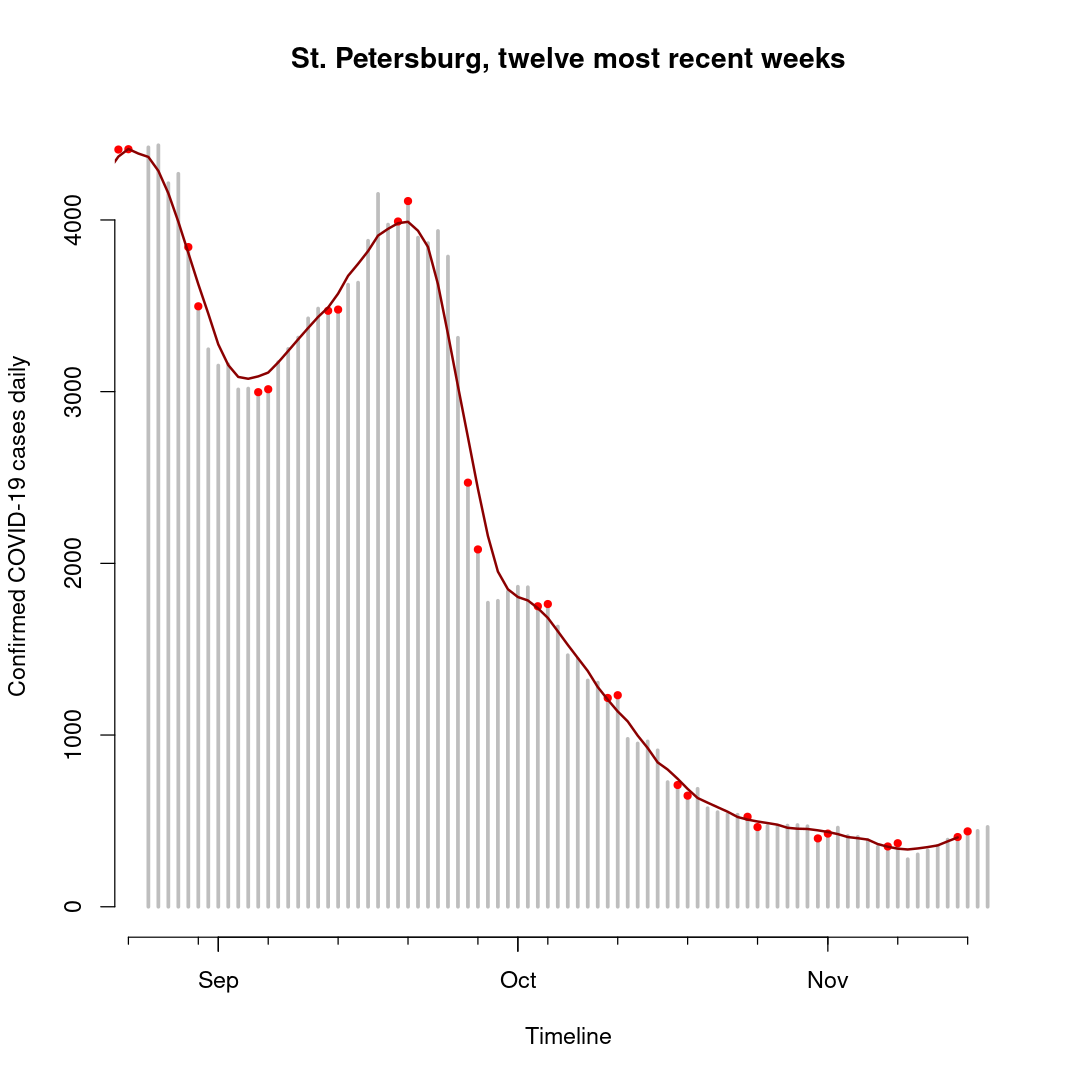 St. Petersburg, twelve most recent weeks
Confirmed COVID-19 cases daily
4000
3000
2000
1000
0
Sep
Oct
Nov
Timeline